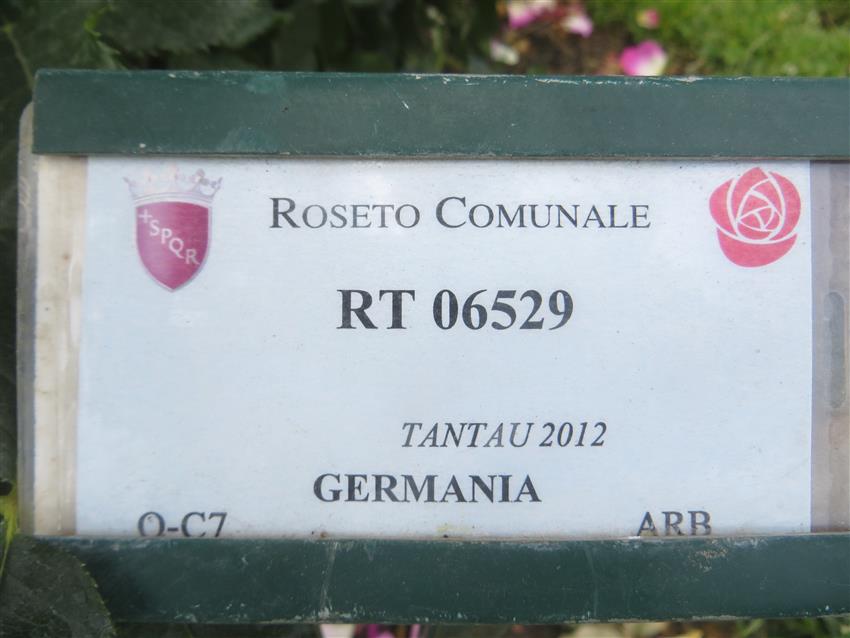 SPQR
ROSETO COMUNALE
RT 06529
TANTAU 2012
GERMANIA
O-C7 ARB